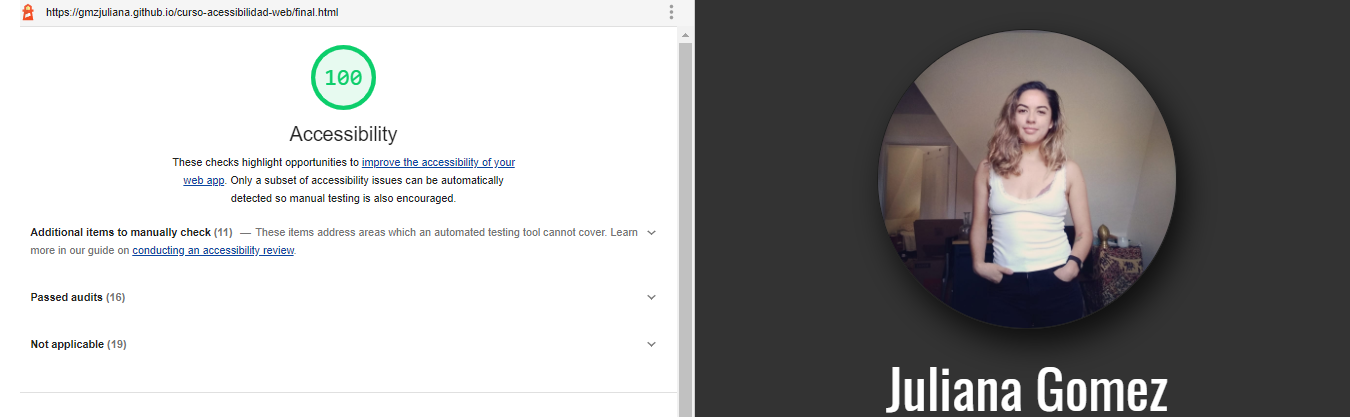 https://gmzjuliana.github.io/curso-acessibilidad-web/final.html
100
Accessibility
These checks highlight opportunities to improve the accessibility of your
web app. Only a subset of accessibility issues can be automatically
detected so manual testing is also encouraged.
Additional items to manually check (11) — These items address areas which an automated testing tool cannot cover. Learn
more in our guide on conducting an accessibility review.
Passed audits (16)
Not applicable (19)
Juliana Gomez